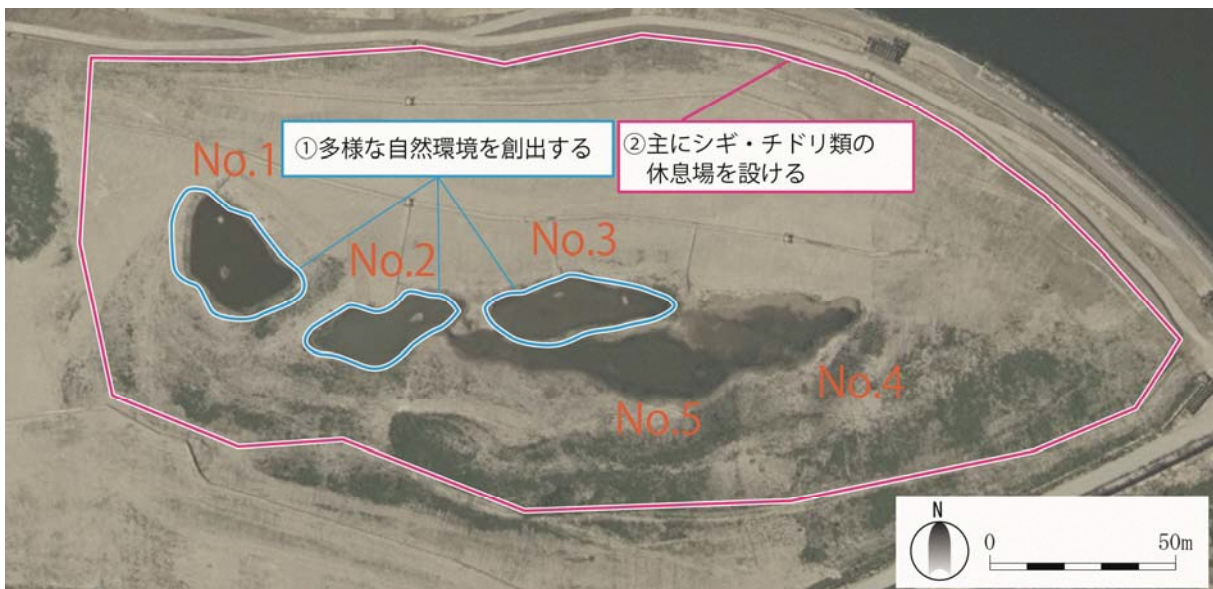 No.1
①多様な自然環境を創出する
②主にシギ・チドリ類の
休息場を設ける
No.2
No.3
No.4
No.5
N
0 50m